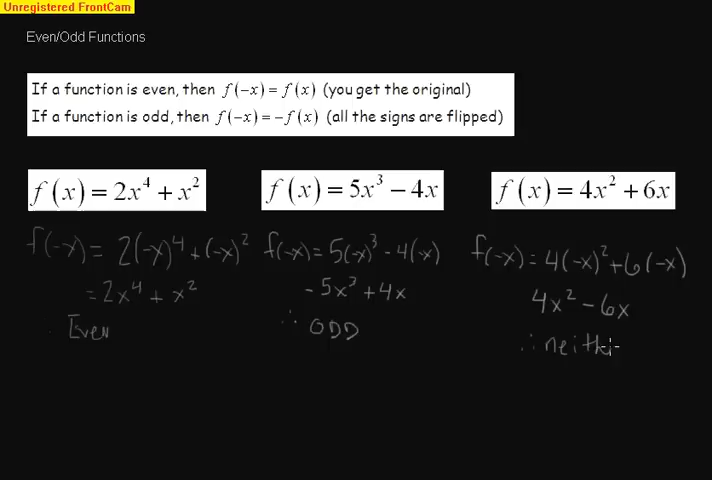 Unregistered FrontCam
Even/Odd Functions
If a function is even, then f(-x) = f(x) (you get the original)
If a function is odd, then f(-x) = -f(x) (all the signs are flipped)
f(x) = 2x⁴ + x²
f(-x) = 2(-x)⁴ + (-x)²
= 2x⁴ + x²
Even
f(x) = 5x³ - 4x
f(-x) = 5(-x)³ - 4(-x)
-5x³ + 4x
∴ ODD
f(x) = 4x² + 6x
f(-x) = 4(-x)² + 6(-x)
4x² - 6x
∴